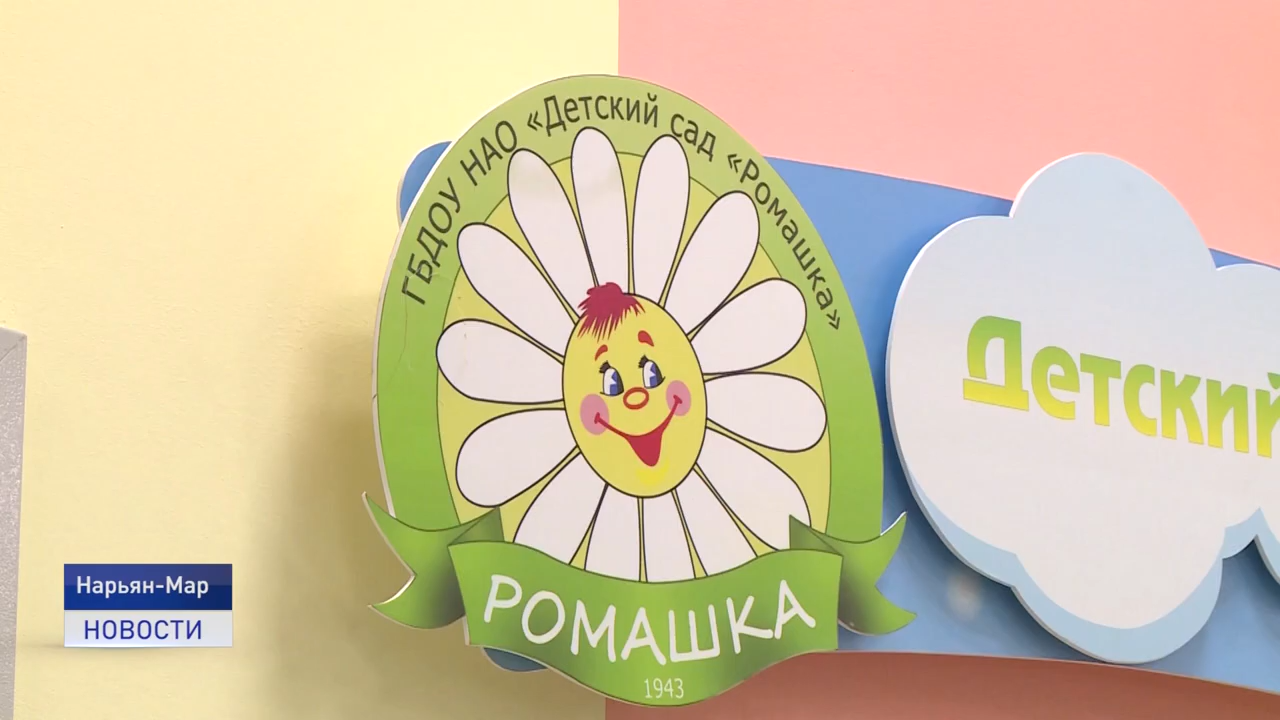 ГБДОУ НАО «Детский сад «Ромашка»
Детский
РОМАШКА
1943
Нарьян-Мар
НОВОСТИ